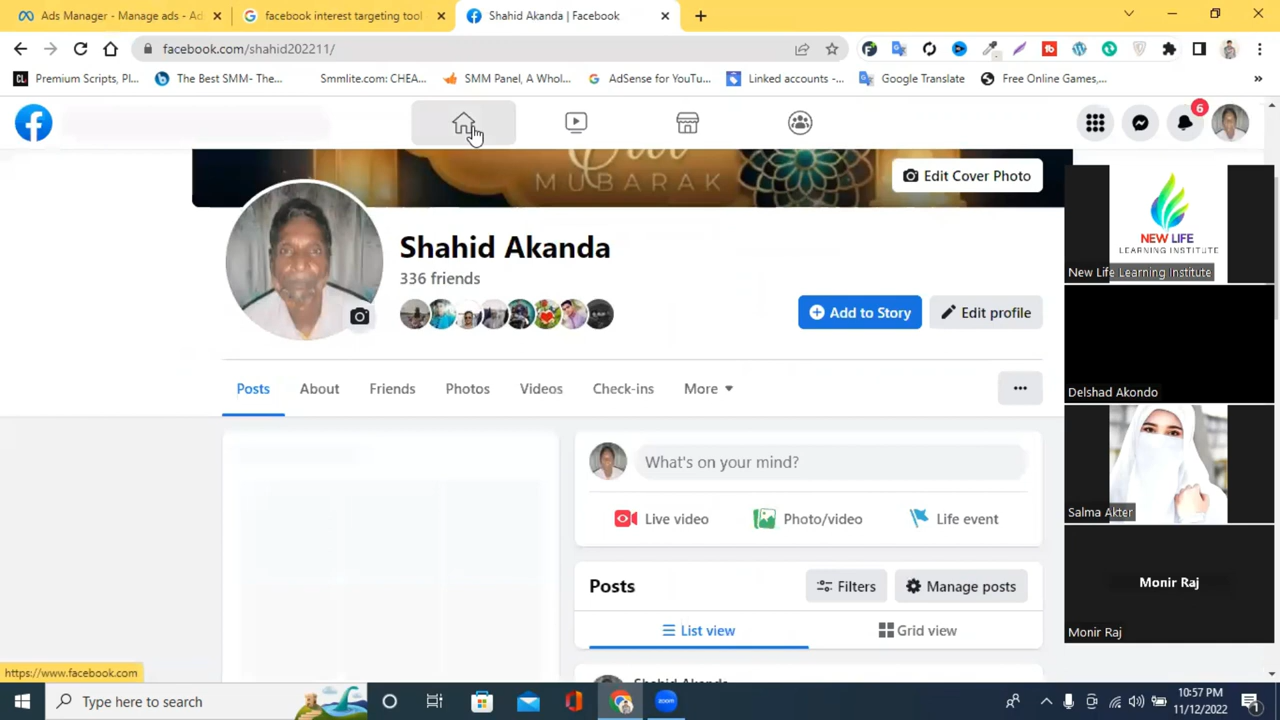 Ads Manager - Manage ads - Ad
facebook interest targeting tool
Shahid Akanda | Facebook
facebook.com/shahid202211/
CL Premium Scripts, Pl...
The Best SMM- The...
Smmlite.com: CHEA...
SMM Panel, A Whol...
AdSense for YouTu...
Linked accounts -...
Google Translate
Free Online Games,...
»
6
MUBARAK
Edit Cover Photo
Shahid Akanda
336 friends
Add to Story
Edit profile
Posts
About
Friends
Photos
Videos
Check-ins
More
What's on your mind?
Live video
Photo/video
Life event
Posts
Filters
Manage posts
List view
Grid view
NEW LIFE
LEARNING INSTITUTE
New Life Learning Institute
Delshad Akondo
Salma Akter
Monir Raj
Monir Raj
https://www.facebook.com
Type here to search
zoom
10:57 PM
11/12/2022
1